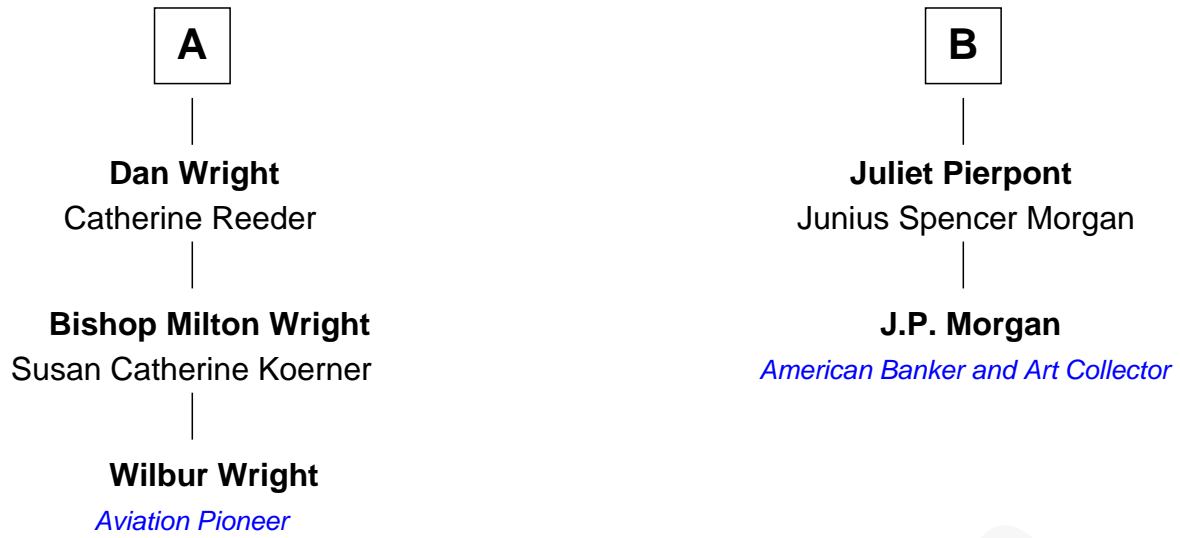 A
Dan Wright
Catherine Reeder
Bishop Milton Wright
Susan Catherine Koerner
Wilbur Wright
Aviation Pioneer
B
Juliet Pierpont
Junius Spencer Morgan
J.P. Morgan
American Banker and Art Collector